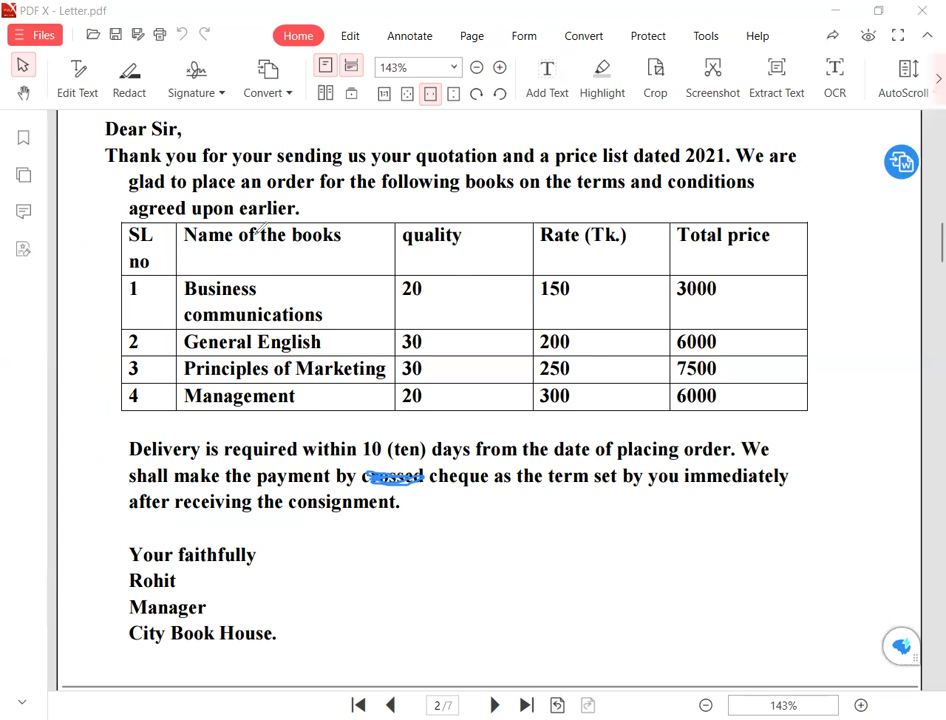 PDF X - Letter.pdf
Files
Home Edit Annotate Page Form Convert Protect Tools Help
143%
Edit Text Redact Signature Convert Add Text Highlight Crop Screenshot Extract Text OCR AutoScroll
Dear Sir,
Thank you for your sending us your quotation and a price list dated 2021. We are
glad to place an order for the following books on the terms and conditions
agreed upon earlier.
SL no Name of the books quality Rate (Tk.) Total price
1 Business communications 20 150 3000
2 General English 30 200 6000
3 Principles of Marketing 30 250 7500
4 Management 20 300 6000
Delivery is required within 10 (ten) days from the date of placing order. We
shall make the payment by crossed cheque as the term set by you immediately
after receiving the consignment.
Your faithfully
Rohit
Manager
City Book House.
2 /7 143%